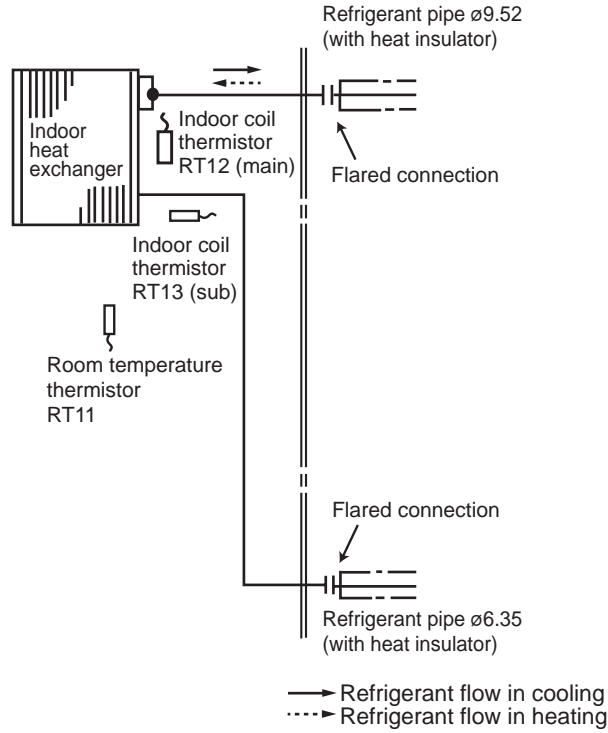 Refrigerant pipe ø9.52
(with heat insulator)
Indoor
heat
exchanger
Indoor coil
thermistor
RT12 (main)
Flared connection
Indoor coil
thermistor
RT13 (sub)
Room temperature
thermistor
RT11
Flared connection
Refrigerant pipe ø6.35
(with heat insulator)
Refrigerant flow in cooling
Refrigerant flow in heating